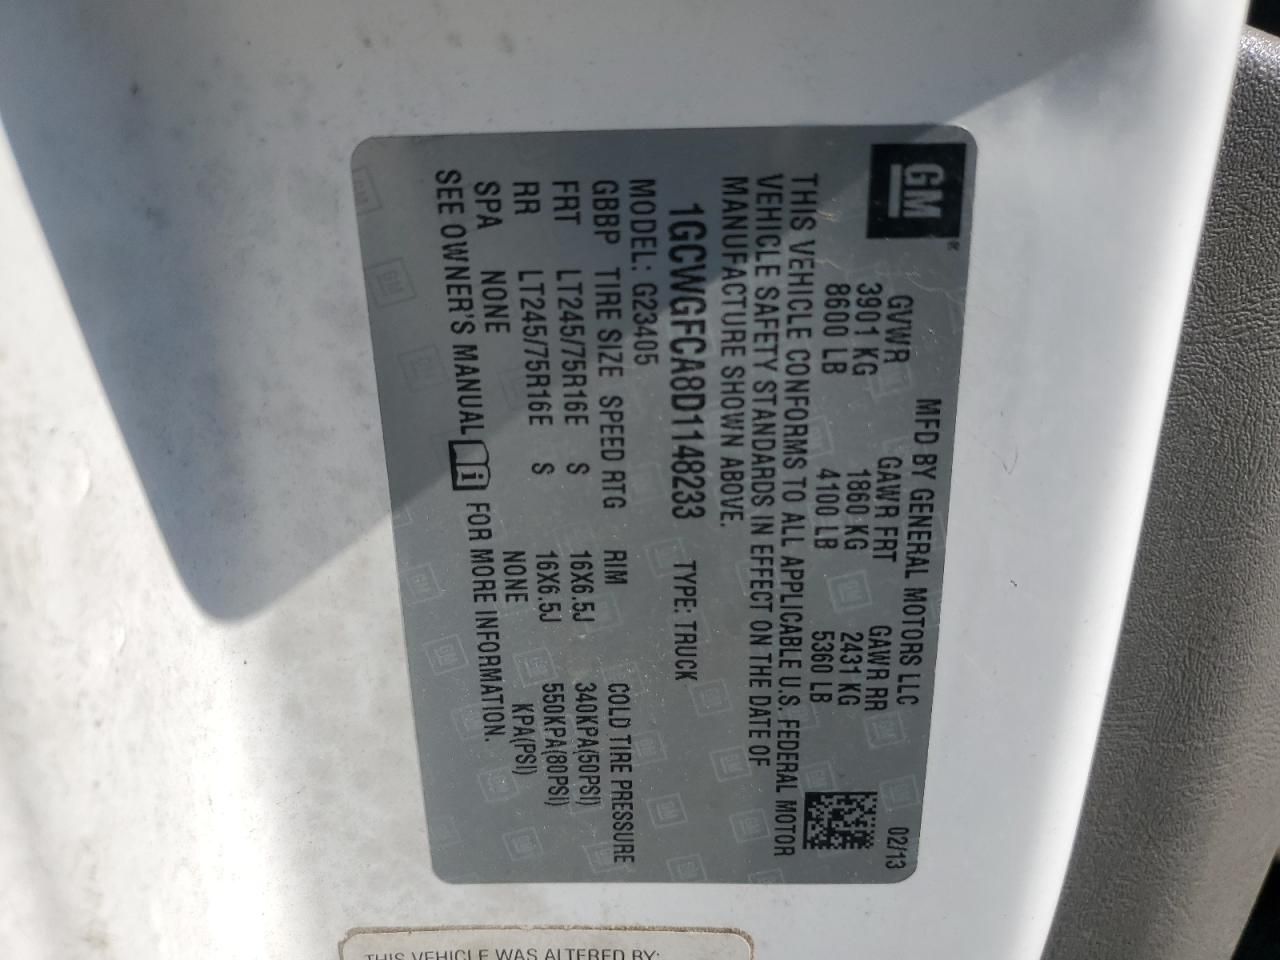 GM®
MFD BY GENERAL MOTORS LLC 02/13
GVWR GAWR FRT GAWR RR
3901 KG 1860 KG 2431 KG
8600 LB 4100 LB 5360 LB
THIS VEHICLE CONFORMS TO ALL APPLICABLE U.S. FEDERAL MOTOR
VEHICLE SAFETY STANDARDS IN EFFECT ON THE DATE OF
MANUFACTURE SHOWN ABOVE.
1GCWGFCA8D1148233 TYPE: TRUCK
MODEL: G23405
GBBP TIRE SIZE SPEED RTG RIM COLD TIRE PRESSURE
FRT LT245/75R16E S 16X6.5J 340KPA(50PSI)
RR LT245/75R16E S 16X6.5J 550KPA(80PSI)
SPA NONE NONE KPA(PSI)
SEE OWNER'S MANUAL i FOR MORE INFORMATION.
THIS VEHICLE WAS ALTERED BY: